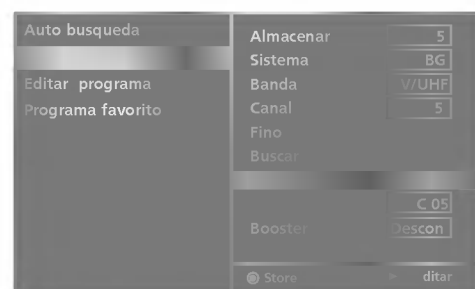 Auto busqueda
Editar programa
Programa favorito
Almacenar 5
Sistema BG
Banda V/UHF
Canal 5
Fino
Buscar
C 05
Booster Descon
Store ditar